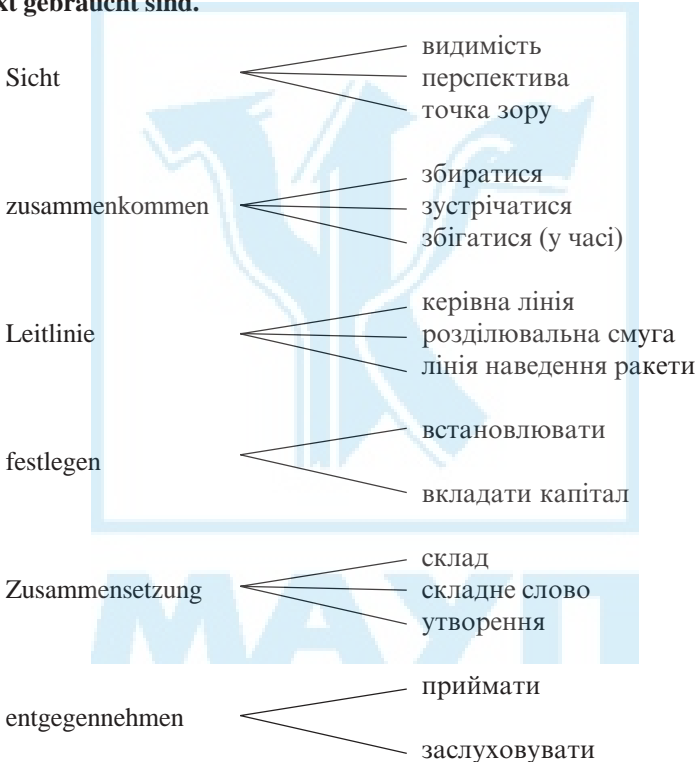 xt gebraucht sind.
Sicht
видимість
перспектива
точка зору
zusammenkommen
збиратися
зустрічатися
збігатися (у часі)
Leitlinie
керівна лінія
розділювальна смуга
лінія наведення ракети
festlegen
встановлювати
вкладати капітал
Zusammensetzung
склад
складне слово
утворення
МАУП
entgegennehmen
приймати
заслуховувати